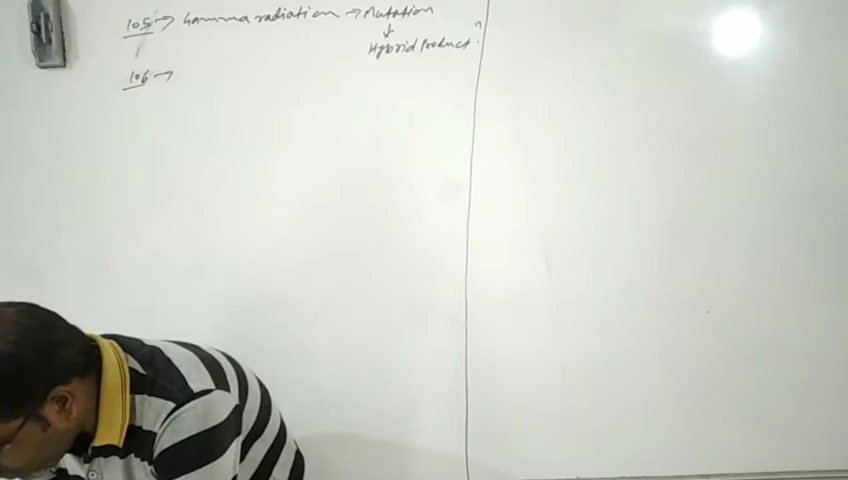 105 → Gamma radiation → Mutation
↓
Hybrid Product.n
106 →